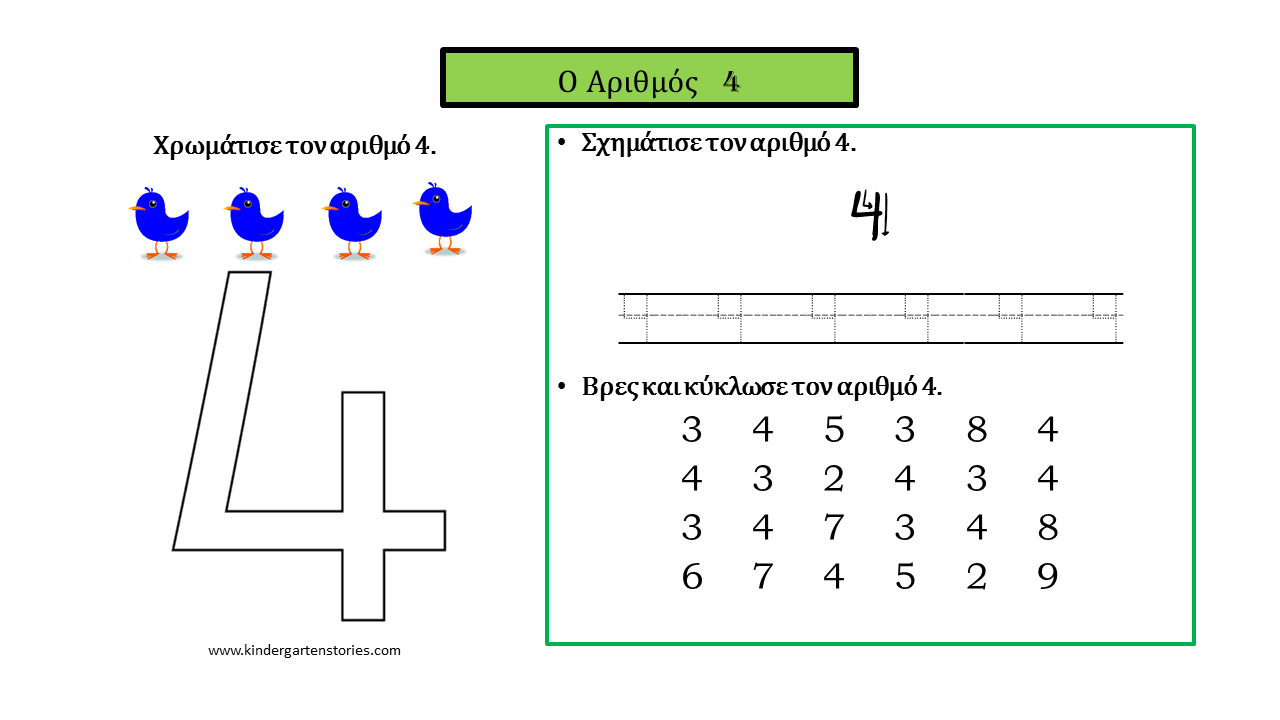 Ο Αριθμός 4
Χρωμάτισε τον αριθμό 4.
www.kindergartenstories.com
• Σχημάτισε τον αριθμό 4.
4
• Βρες και κύκλωσε τον αριθμό 4.
3 4 5 3 8 4
4 3 2 4 3 4
3 4 7 3 4 8
6 7 4 5 2 9